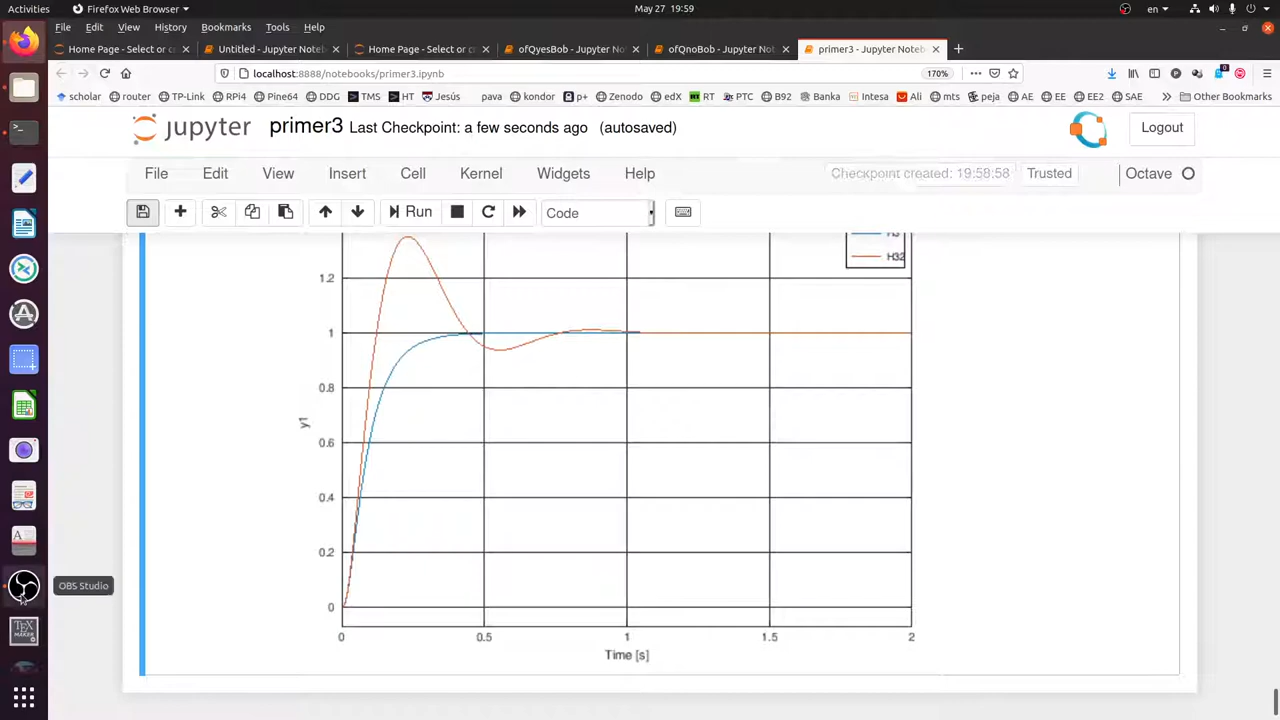 Activities
Firefox Web Browser
May 27 19:59
en
File Edit View History Bookmarks Tools Help
Home Page - Select or c
Untitled - Jupyter Noteb
Home Page - Select or c
ofQyesBob - Jupyter Not
ofQnoBob - Jupyter Not
primer3 - Jupyter Noteb
localhost:8888/notebooks/primer3.ipynb
170%
scholar router TP-Link RPi4 Pine64 DDG TMS HT Jesús pava kondor p+ Zenodo edX RT PTC B92 Banka Intesa Ali mts peja AE EE EE2 SAE Other Bookmarks
jupyter primer3 Last Checkpoint: a few seconds ago (autosaved)
Logout
File Edit View Insert Cell Kernel Widgets Help
Checkpoint created: 19:58:58
Trusted
Octave
Run
Code
H32
1.2
1
0.8
y1
0.6
0.4
0.2
0
0 0.5 1 1.5 2
Time [s]
OBS Studio